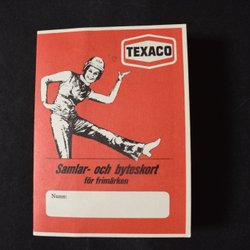 TEXACO
Samlar- och byteskort
för frimärken
Namn: